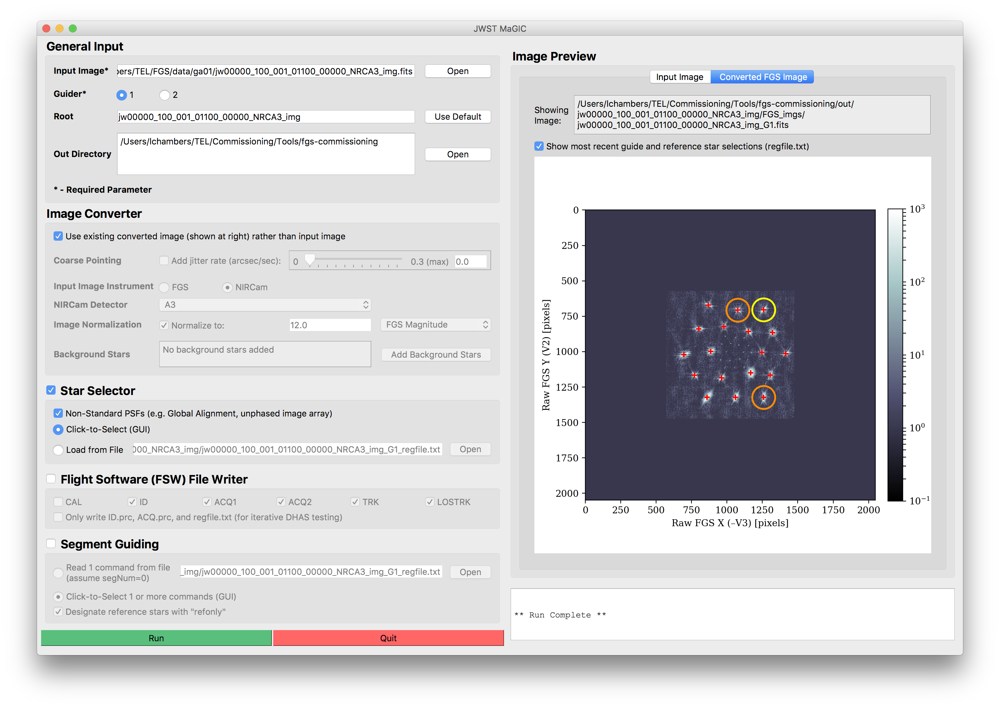 JWST MaGIC
General Input
Input Image*
bers/TEL/FGS/data/ga01/jw00000_100_001_01100_00000_NRCA3_img.fits
Open
Guider*
1
2
Root
jw00000_100_001_01100_00000_NRCA3_img
Use Default
Out Directory
/Users/lchambers/TEL/Commissioning/Tools/fgs-commissioning
Open
* - Required Parameter
Image Converter
Use existing converted image (shown at right) rather than input image
Coarse Pointing
Add jitter rate (arcsec/sec):
0
0.3 (max)
0.0
Input Image Instrument
FGS
NIRCam
NIRCam Detector
A3
Image Normalization
Normalize to:
12.0
FGS Magnitude
Background Stars
No background stars added
Add Background Stars
Star Selector
Non-Standard PSFs (e.g. Global Alignment, unphased image array)
Click-to-Select (GUI)
Load from File
000_NRCA3_img/jw00000_100_001_01100_00000_NRCA3_img_G1_regfile.txt
Open
Flight Software (FSW) File Writer
CAL
ID
ACQ1
ACQ2
TRK
LOSTRK
Only write ID.prc, ACQ.prc, and regfile.txt (for iterative DHAS testing)
Segment Guiding
Read 1 command from file
(assume segNum=0)
_img/jw00000_100_001_01100_00000_NRCA3_img_G1_regfile.txt
Open
Click-to-Select 1 or more commands (GUI)
Designate reference stars with "refonly"
Run
Quit
Image Preview
Input Image
Converted FGS Image
Showing
Image:
/Users/lchambers/TEL/Commissioning/Tools/fgs-commissioning/out/
jw00000_100_001_01100_00000_NRCA3_img/FGS_imgs/
jw00000_100_001_01100_00000_NRCA3_img_G1.fits
Show most recent guide and reference star selections (regfile.txt)
0
250
500
750
1000
1250
1500
1750
2000
Raw FGS Y (V2) [pixels]
0
250
500
750
1000
1250
1500
1750
2000
Raw FGS X (–V3) [pixels]
10³
10²
10¹
10⁰
10⁻¹
** Run Complete **